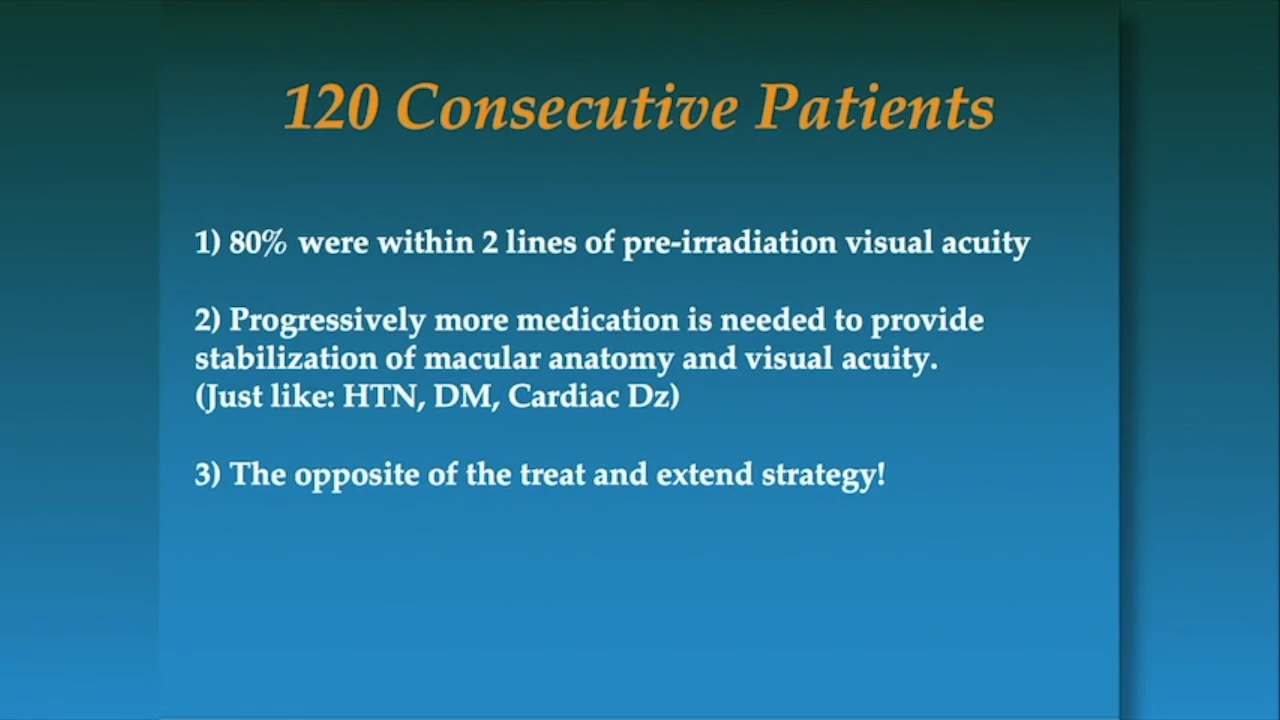 120 Consecutive Patients
1) 80% were within 2 lines of pre-irradiation visual acuity
2) Progressively more medication is needed to provide
stabilization of macular anatomy and visual acuity.
(Just like: HTN, DM, Cardiac Dz)
3) The opposite of the treat and extend strategy!